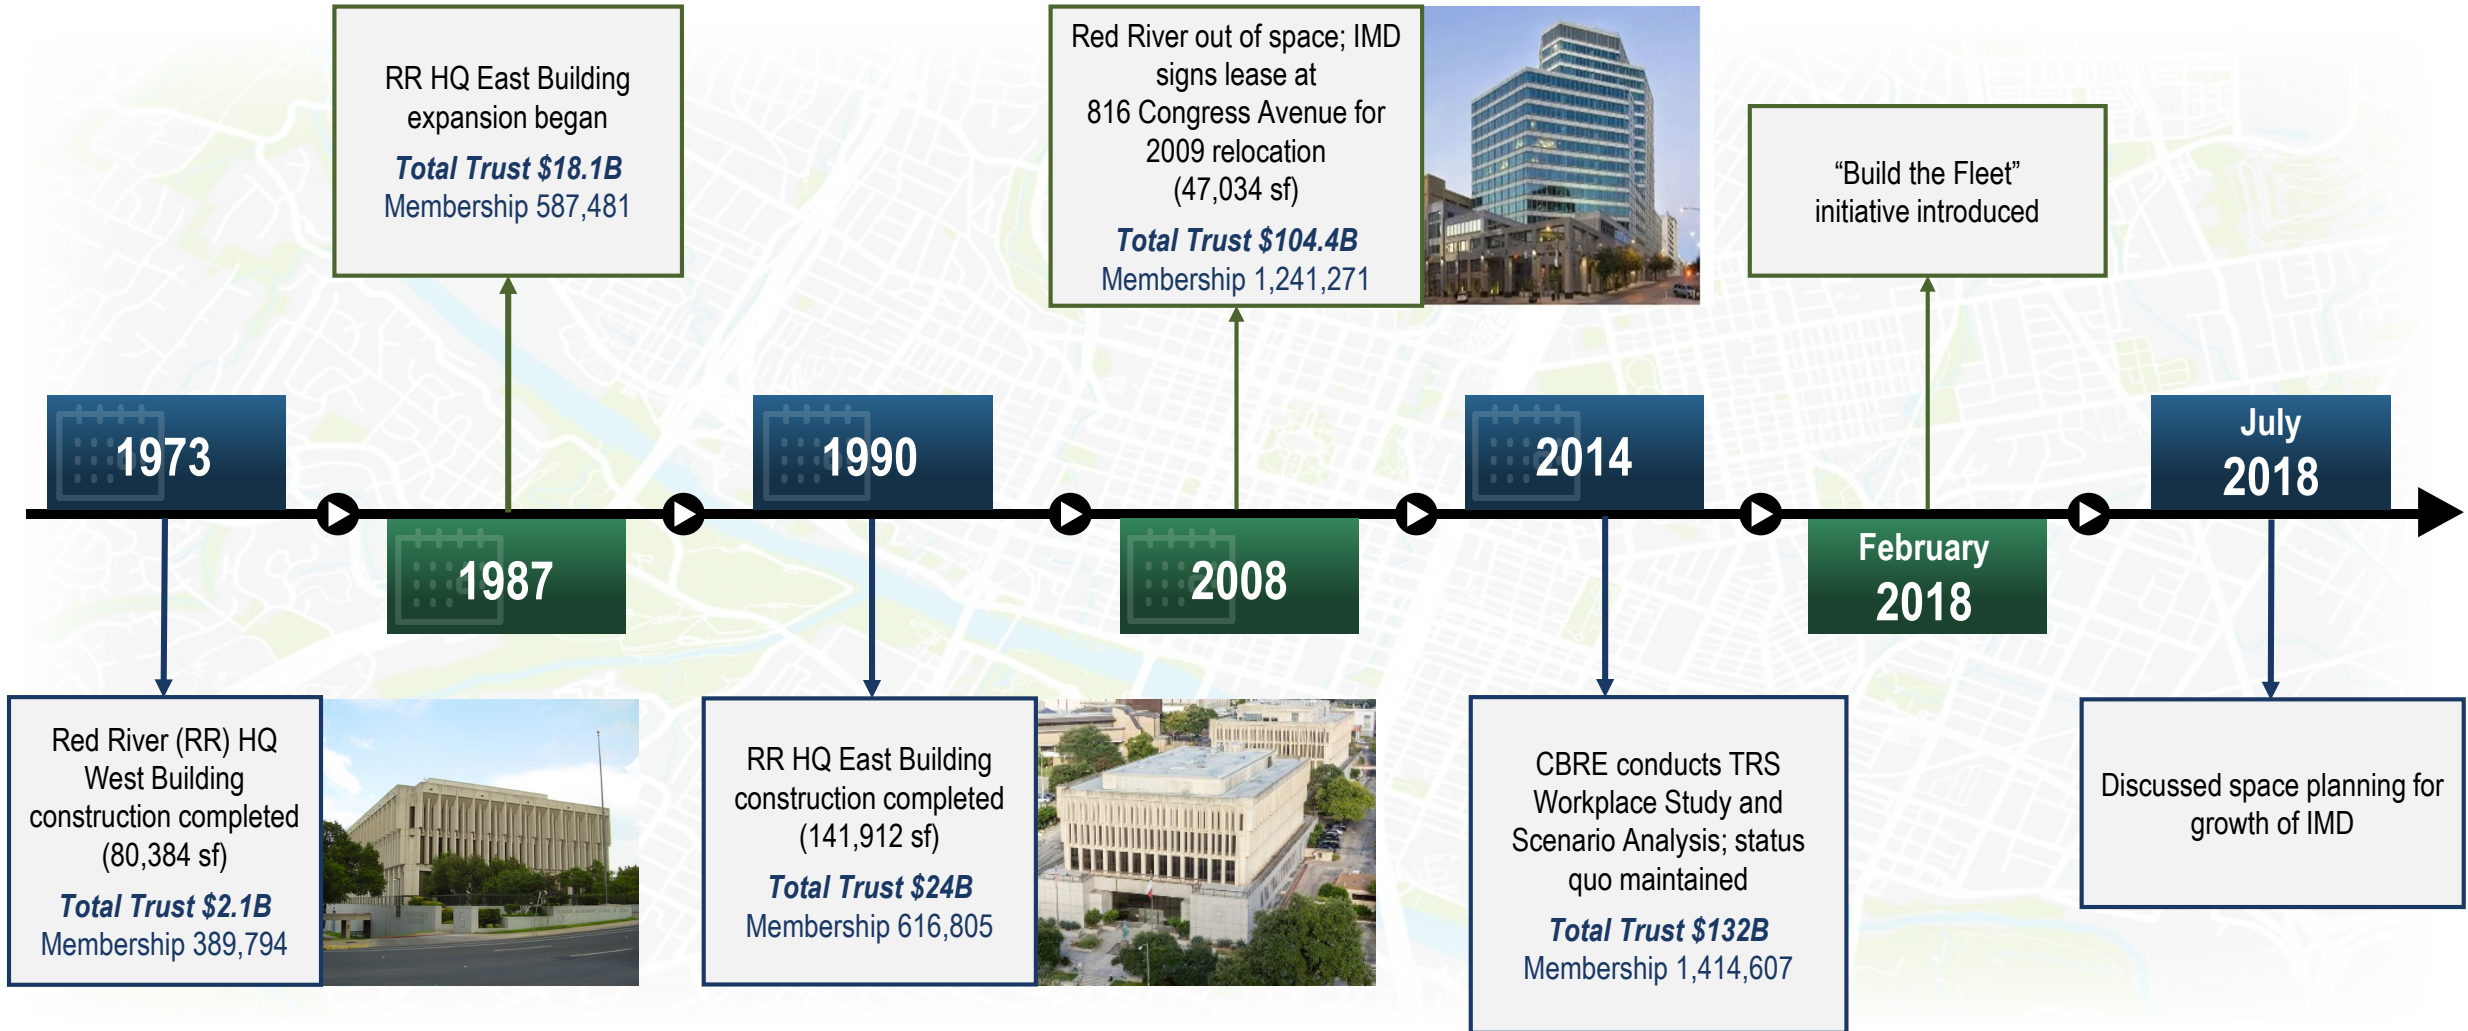 RR HQ East Building
expansion began
Total Trust $18.1B
Membership 587,481
Red River out of space; IMD
signs lease at
816 Congress Avenue for
2009 relocation
(47,034 sf)
Total Trust $104.4B
Membership 1,241,271
“Build the Fleet”
initiative introduced
1973
1987
1990
2008
2014
February
2018
July
2018
Red River (RR) HQ
West Building
construction completed
(80,384 sf)
Total Trust $2.1B
Membership 389,794
RR HQ East Building
construction completed
(141,912 sf)
Total Trust $24B
Membership 616,805
CBRE conducts TRS
Workplace Study and
Scenario Analysis; status
quo maintained
Total Trust $132B
Membership 1,414,607
Discussed space planning for
growth of IMD